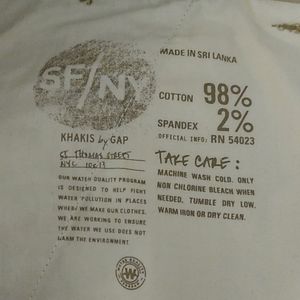 SF/NY
KHAKIS by GAP
55 THOMAS STREET
NYC 10013
OUR WATER QUALITY PROGRAM
IS DESIGNED TO HELP FIGHT
WATER POLLUTION IN PLACES
WHERE WE MAKE OUR CLOTHES.
WE ARE WORKING TO ENSURE
THE WATER WE USE DOES NOT
HARM THE ENVIRONMENT.
W
MADE IN SRI LANKA
COTTON 98%
SPANDEX 2%
OFFICIAL INFO: RN 54023
TAKE CARE:
MACHINE WASH COLD. ONLY
NON CHLORINE BLEACH WHEN
NEEDED. TUMBLE DRY LOW.
WARM IRON OR DRY CLEAN.